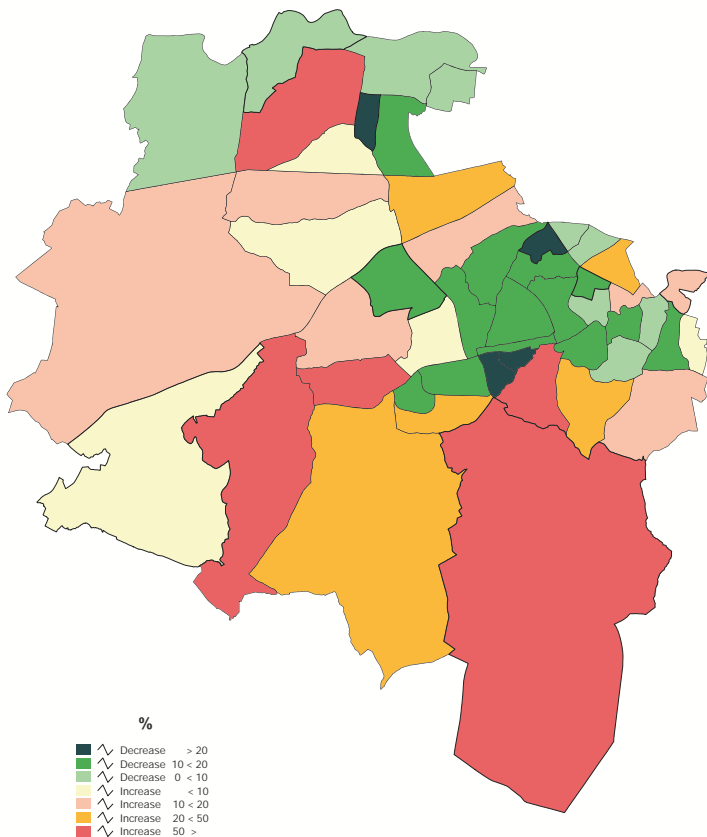 %
Decrease > 20
Decrease 10 < 20
Decrease 0 < 10
Increase < 10
Increase 10 < 20
Increase 20 < 50
Increase 50 >